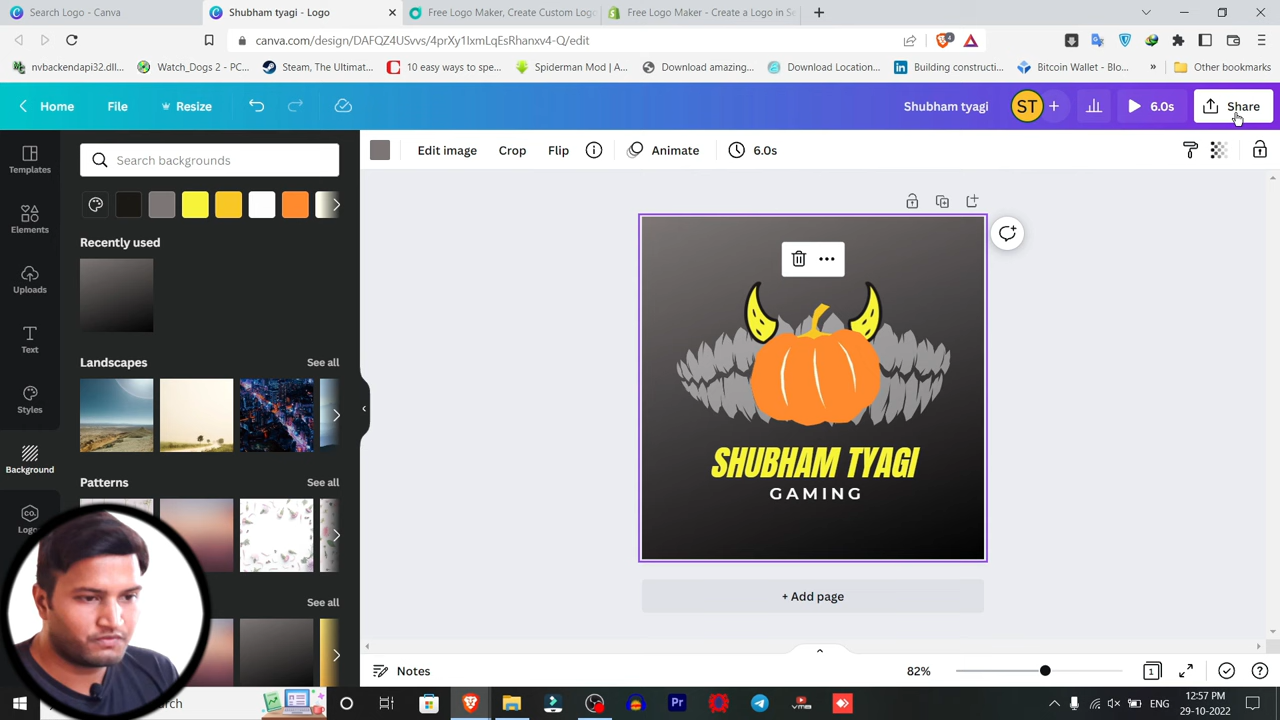 Search Logo - Canva
Shubham tyagi - Logo
Free Logo Maker, Create Custom Logo
Free Logo Maker - Create a Logo in Se
canva.com/design/DAFQZ4USvvs/4prXy1IxmLqEsRhanxv4-Q/edit
4
nvbackendapi32.dll...
Watch_Dogs 2 - PC...
Steam, The Ultimat...
10 easy ways to spe...
Spiderman Mod | A...
Download amazing...
Download Location...
Building constructi...
Bitcoin Wallet - Blo...
Other bookmarks
Home
File
Resize
Shubham tyagi
ST
6.0s
Share
Templates
Elements
Uploads
Text
Styles
Background
Search backgrounds
Recently used
Landscapes
See all
Patterns
See all
See all
Edit image
Crop
Flip
Animate
6.0s
SHUBHAM TYAGI
GAMING
+ Add page
Notes
82%
1
ENG
12:57 PM
29-10-2022